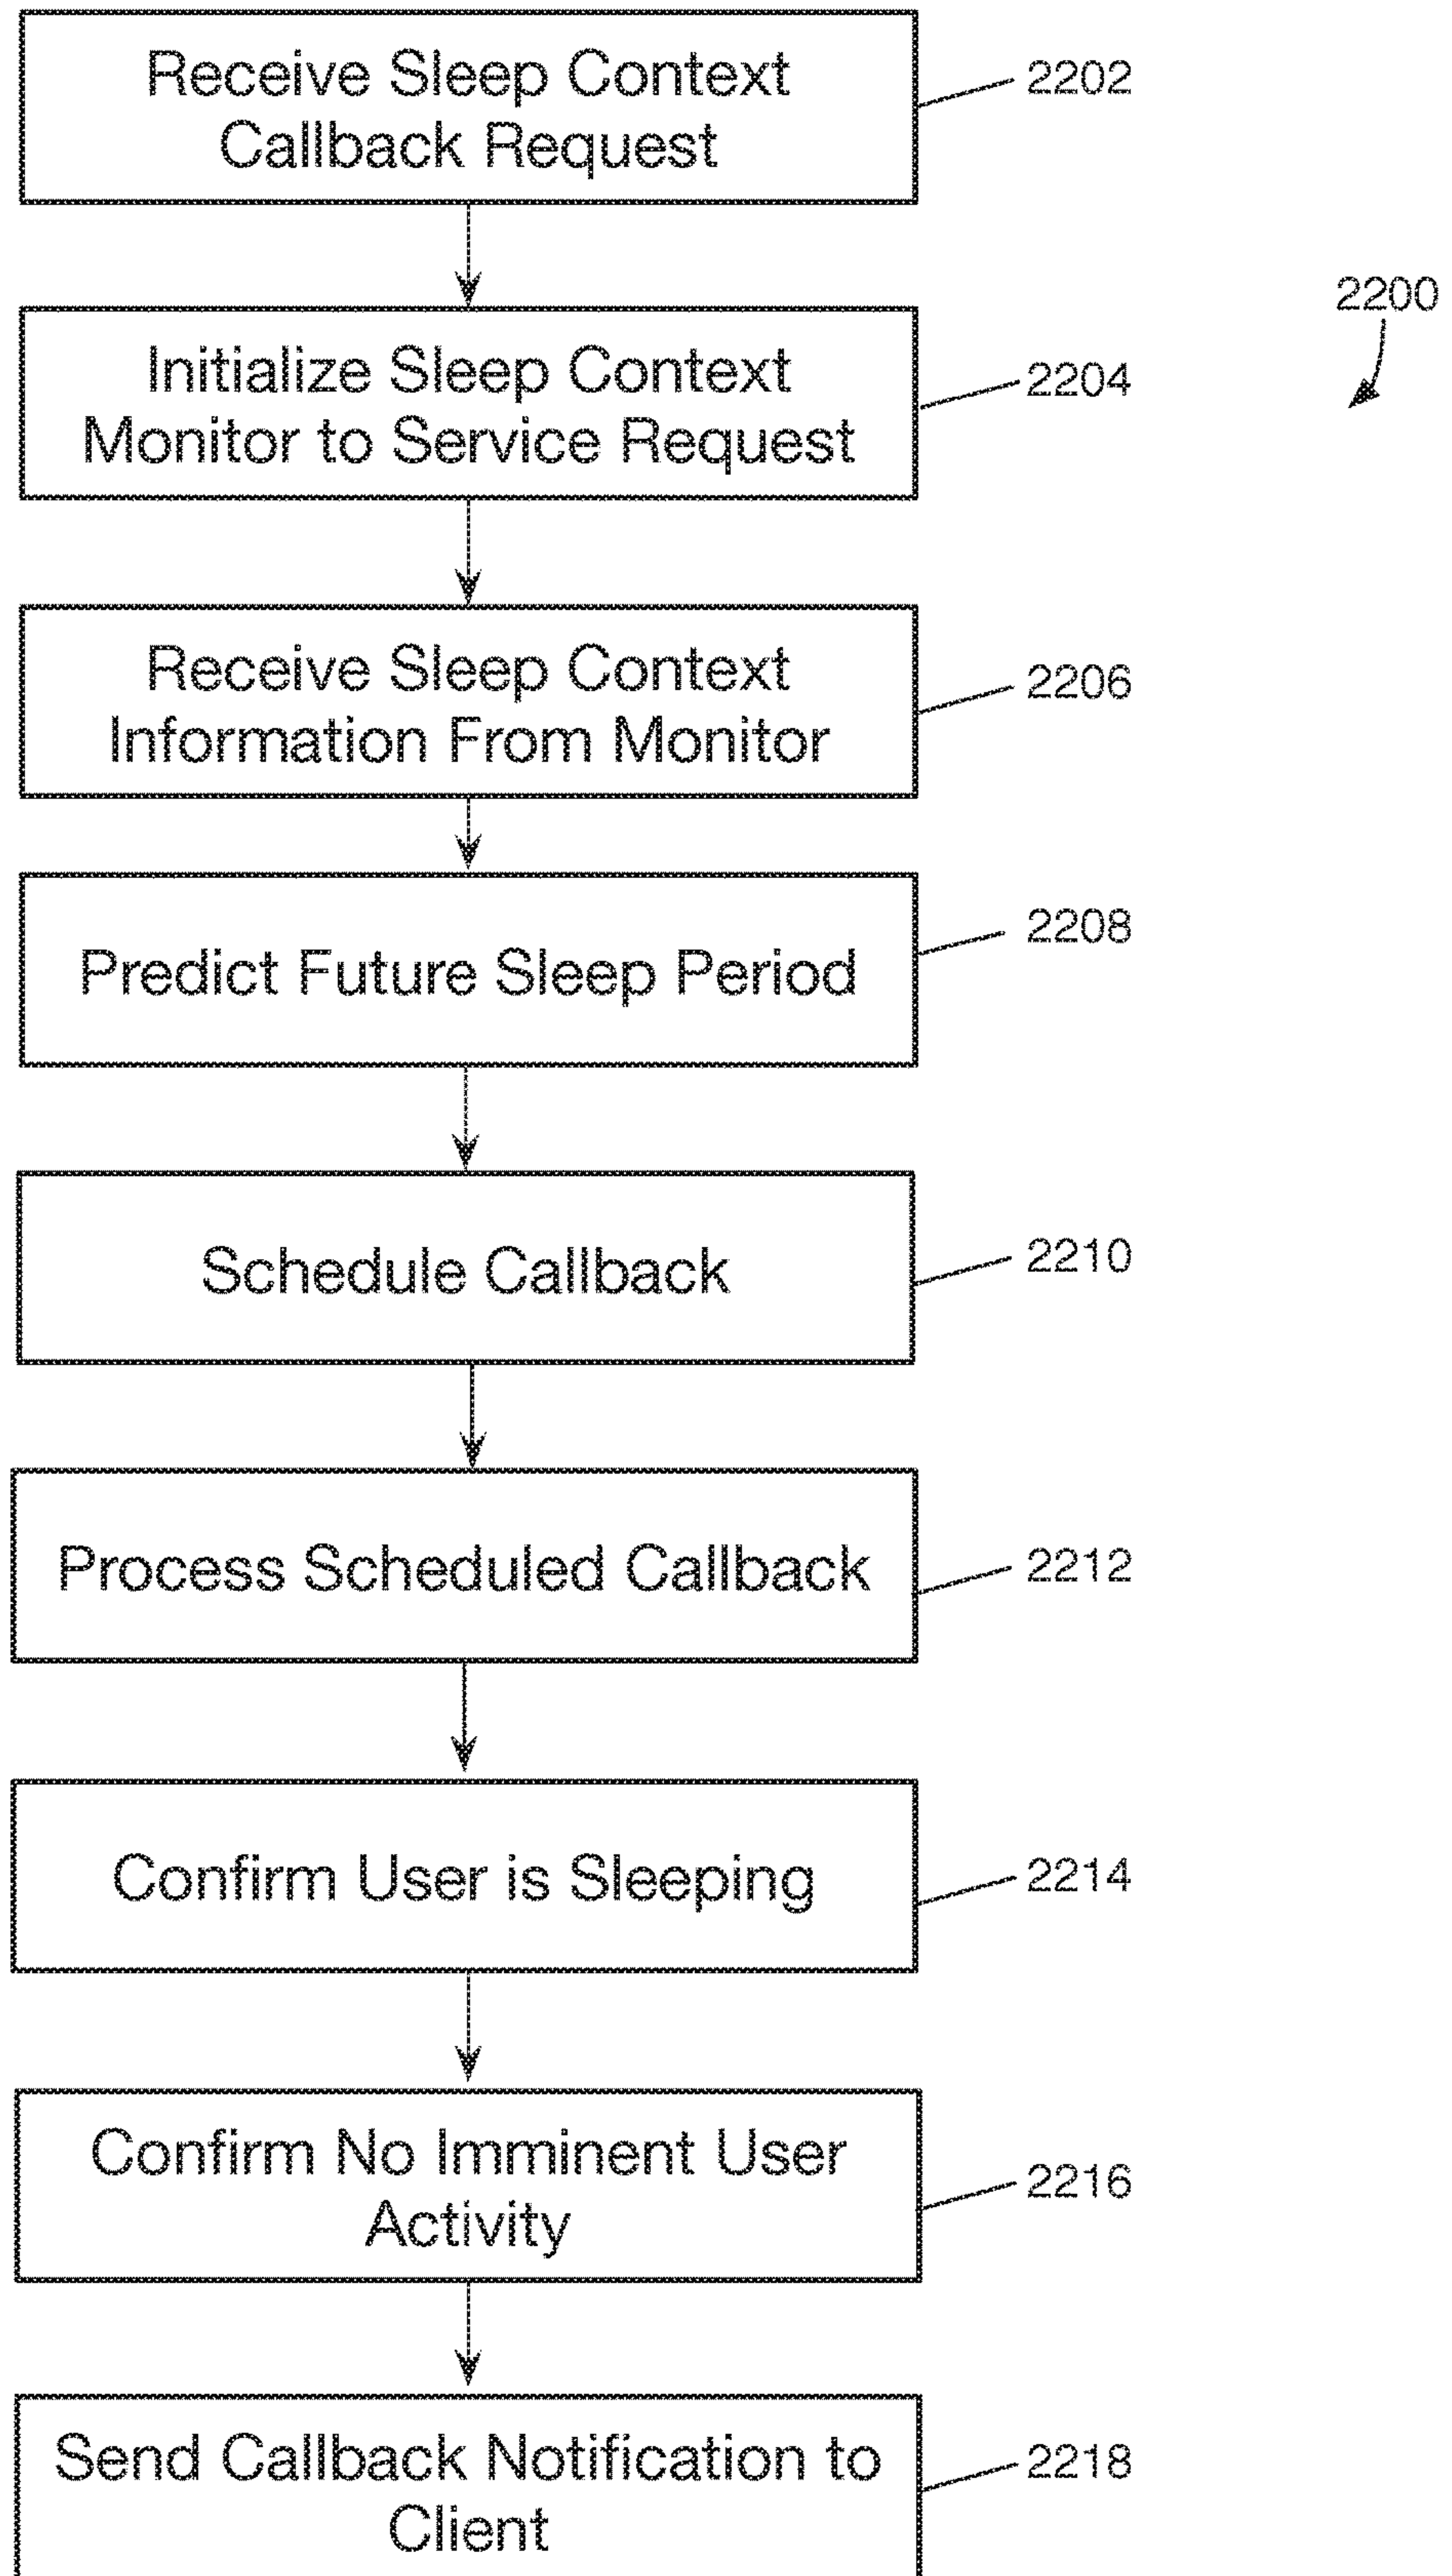 Receive Sleep Context
Callback Request
2202
2200
Initialize Sleep Context
Monitor to Service Request
2204
Receive Sleep Context
Information From Monitor
2206
Predict Future Sleep Period
2208
Schedule Callback
2210
Process Scheduled Callback
2212
Confirm User is Sleeping
2214
Confirm No Imminent User
Activity
2216
Send Callback Notification to
Client
2218